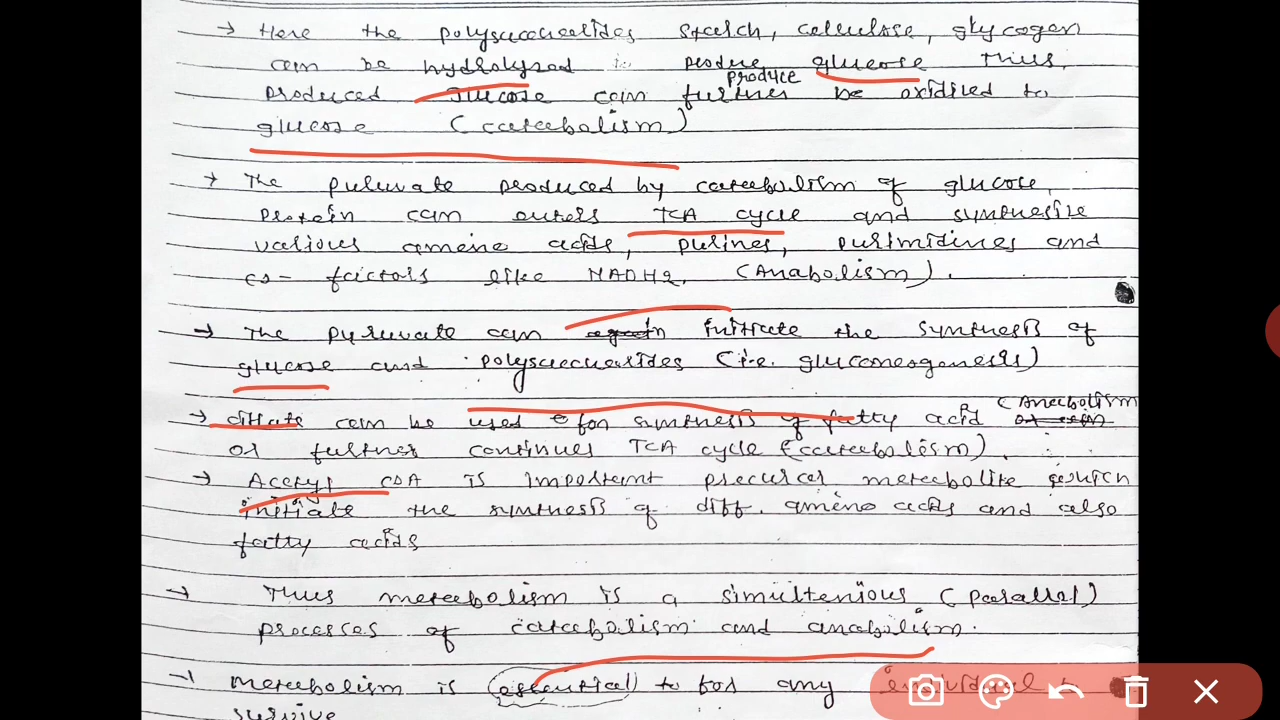 → Here the polysaccharides starch, cellulose, glycogen
can be hydrolysed to produce glucose Thus,
produce
produced glucose can further be oxidised to
glucose (catabolism)
→ The pyruvate produced by catabolism of glucose,
Protein can enters TCA cycle and synthesize
various amino acids, purines, pyrimidines and
co-factors like NADH2, (Anabolism).
→ The pyruvate can again initiate the synthesis of
glucose and polysaccharides (i.e. gluconeogenesis)
(Anabolism
→ can be used for synthesis of fatty acid
or further continues TCA cycle (catabolism).
→ Acetyl CoA is important precursor metabolite which
initiate the synthesis of diff. amino acids and also
fatty acids
→ Thus metabolism is a simultenious (parallal)
processes of catabolism and anabolism.
→ metabolism is (essential) to for any
survive